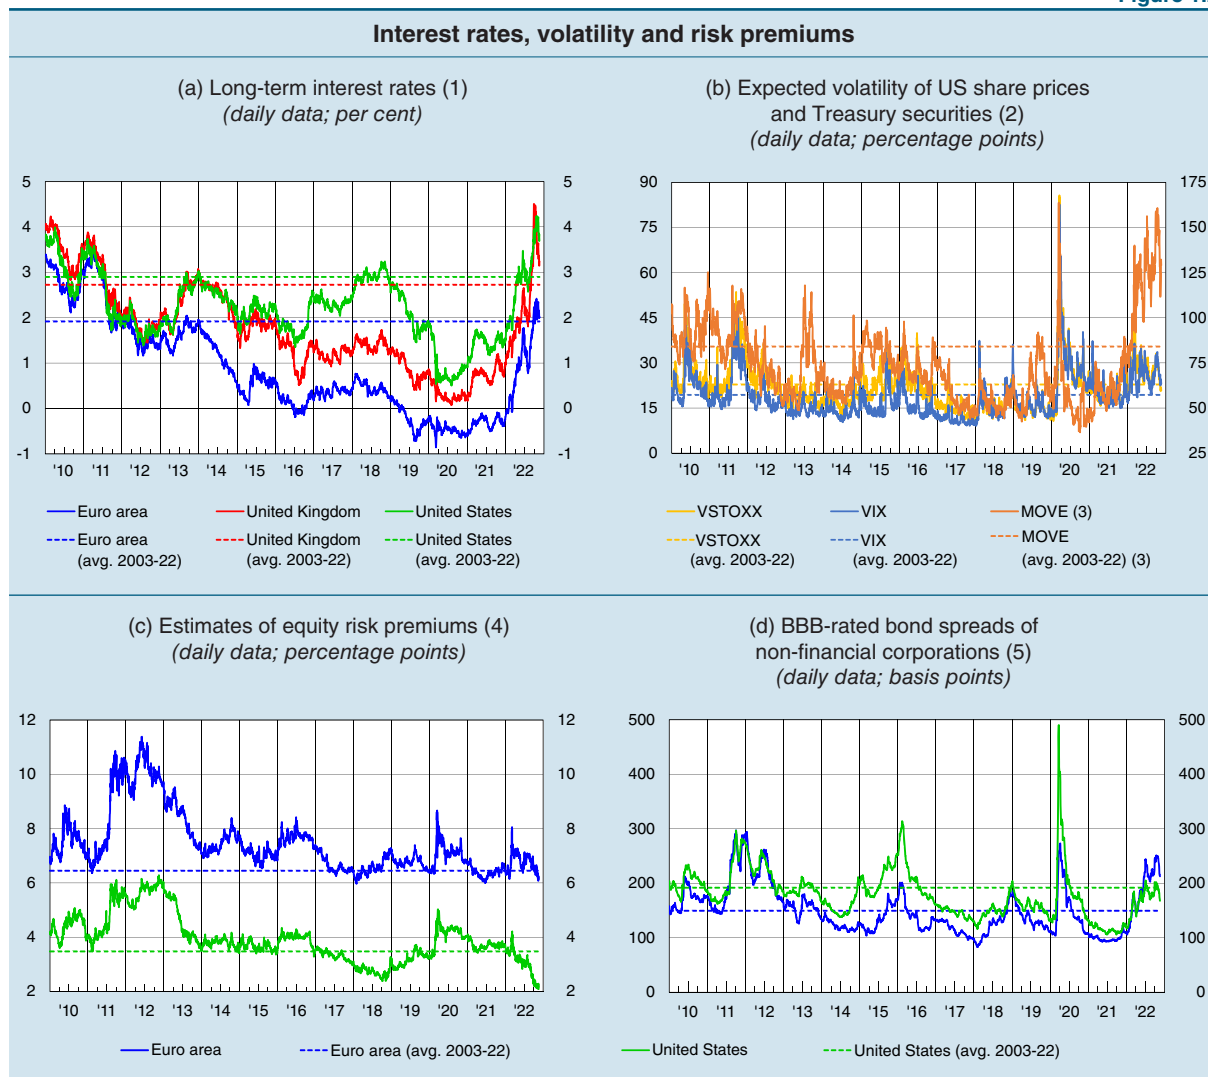 Interest rates, volatility and risk premiums
(a) Long-term interest rates (1)
(daily data; per cent)
5
4
3
2
1
0
-1
5
4
3
2
1
0
-1
'10 '11 '12 '13 '14 '15 '16 '17 '18 '19 '20 '21 '22
Euro area United Kingdom United States
Euro area United Kingdom United States
(avg. 2003-22) (avg. 2003-22) (avg. 2003-22)
(b) Expected volatility of US share prices
and Treasury securities (2)
(daily data; percentage points)
90
75
60
45
30
15
0
175
150
125
100
75
50
25
'10 '11 '12 '13 '14 '15 '16 '17 '18 '19 '20 '21 '22
VSTOXX VIX MOVE (3)
VSTOXX VIX MOVE
(avg. 2003-22) (avg. 2003-22) (avg. 2003-22) (3)
(c) Estimates of equity risk premiums (4)
(daily data; percentage points)
12
10
8
6
4
2
12
10
8
6
4
2
'10 '11 '12 '13 '14 '15 '16 '17 '18 '19 '20 '21 '22
(d) BBB-rated bond spreads of
non-financial corporations (5)
(daily data; basis points)
500
400
300
200
100
0
500
400
300
200
100
0
'10 '11 '12 '13 '14 '15 '16 '17 '18 '19 '20 '21 '22
Euro area Euro area (avg. 2003-22) United States United States (avg. 2003-22)